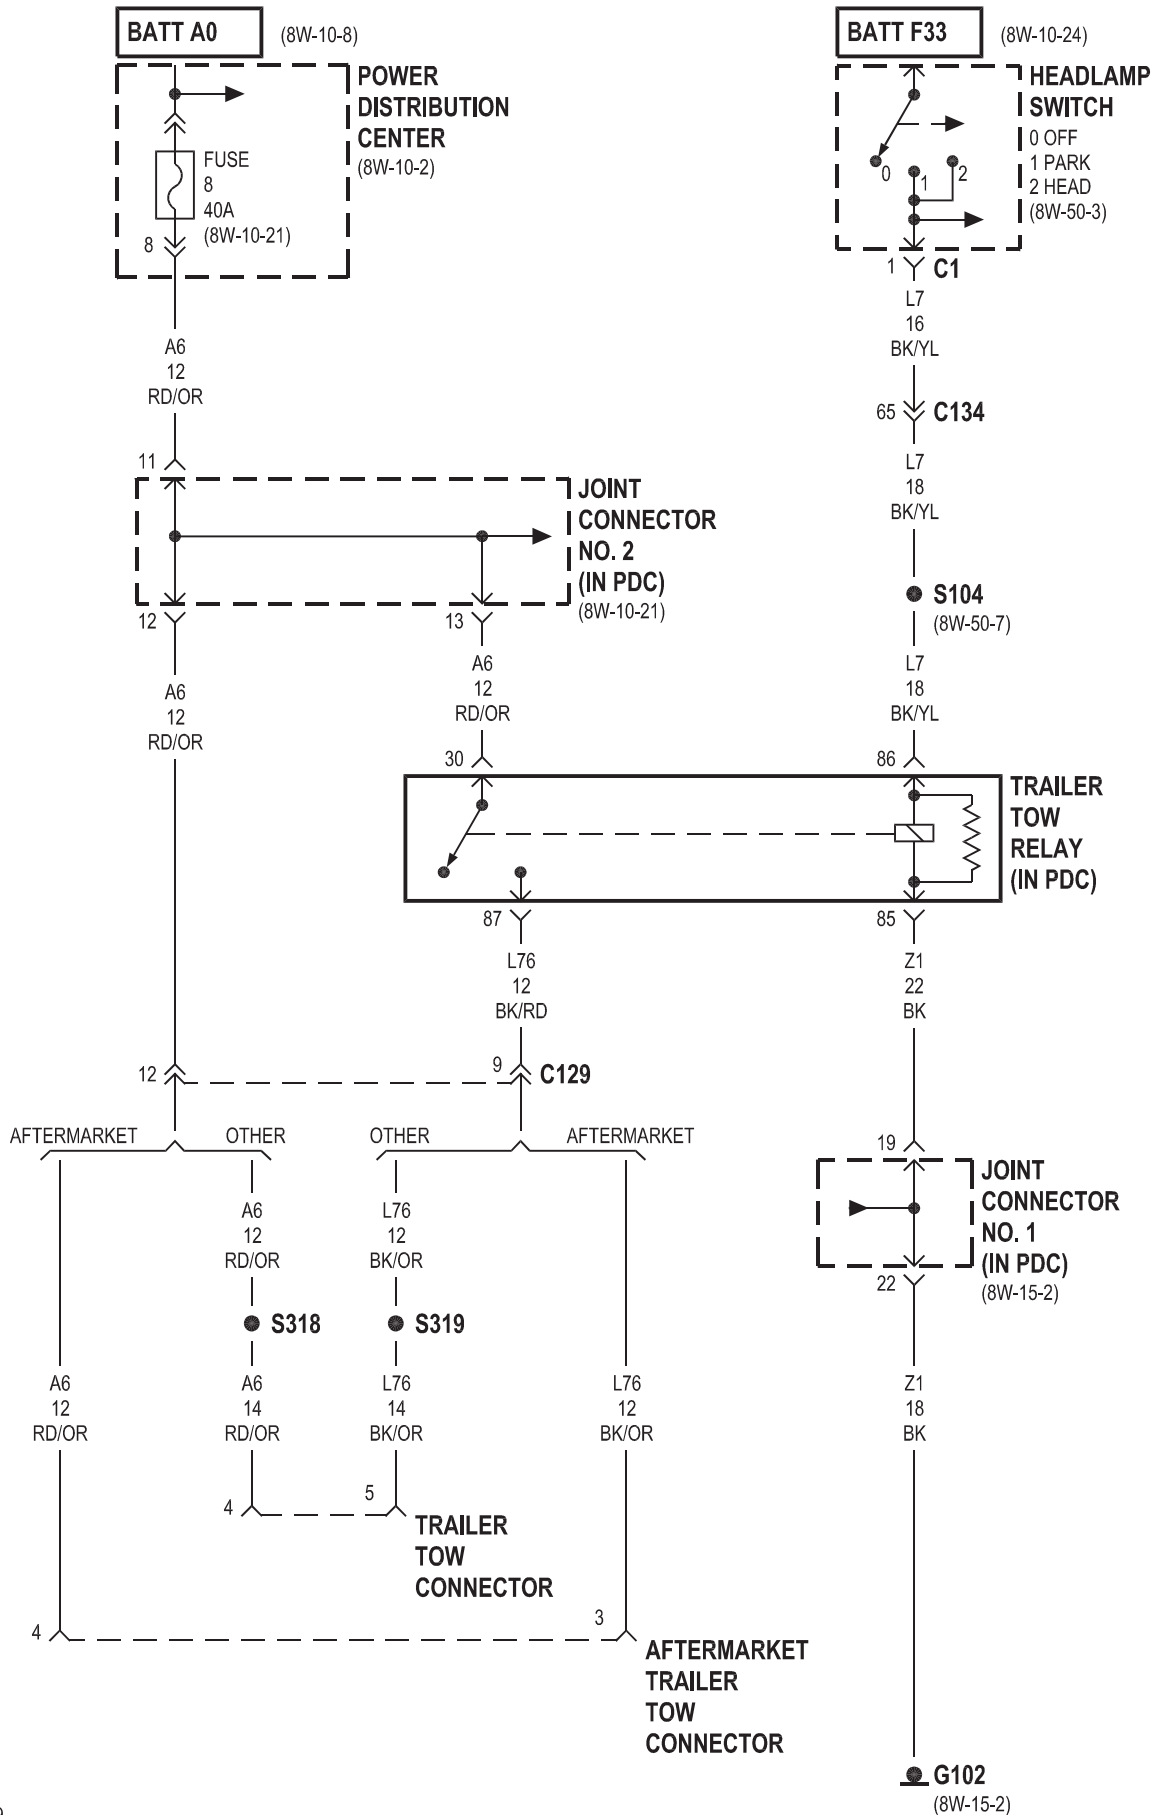 BATT A0 (8W-10-8)
POWER
DISTRIBUTION
CENTER
(8W-10-2)
FUSE
8
40A
(8W-10-21)
8
A6
12
RD/OR
11
JOINT
CONNECTOR
NO. 2
(IN PDC)
(8W-10-21)
12
13
A6
12
RD/OR
A6
12
RD/OR
BATT F33 (8W-10-24)
HEADLAMP
SWITCH
0 OFF
1 PARK
2 HEAD
(8W-50-3)
0
1
2
1 C1
L7
16
BK/YL
65 C134
L7
18
BK/YL
S104
(8W-50-7)
L7
18
BK/YL
30
86
TRAILER
TOW
RELAY
(IN PDC)
87
85
L76
12
BK/RD
Z1
22
BK
12
9 C129
AFTERMARKET OTHER
OTHER AFTERMARKET
A6
12
RD/OR
L76
12
BK/OR
S318
S319
A6
12
RD/OR
A6
14
RD/OR
L76
14
BK/OR
L76
12
BK/OR
4
5
TRAILER
TOW
CONNECTOR
4
3
AFTERMARKET
TRAILER
TOW
CONNECTOR
19
JOINT
CONNECTOR
NO. 1
(IN PDC)
(8W-15-2)
22
Z1
18
BK
G102
(8W-15-2)